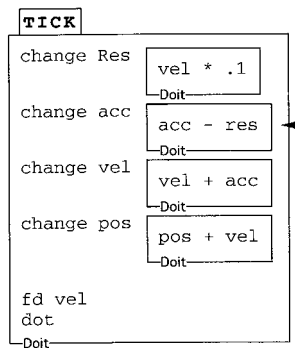 TICK
change Res
vel * .1
Doit
change acc
acc - res
Doit
change vel
vel + acc
Doit
change pos
pos + vel
Doit
fd vel
dot
Doit